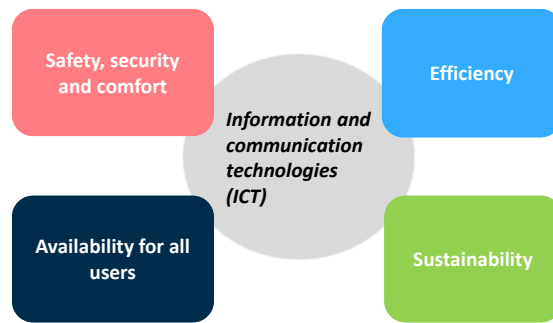 Safety, security
and comfort
Efficiency
Information and
communication
technologies
(ICT)
Availability for all
users
Sustainability